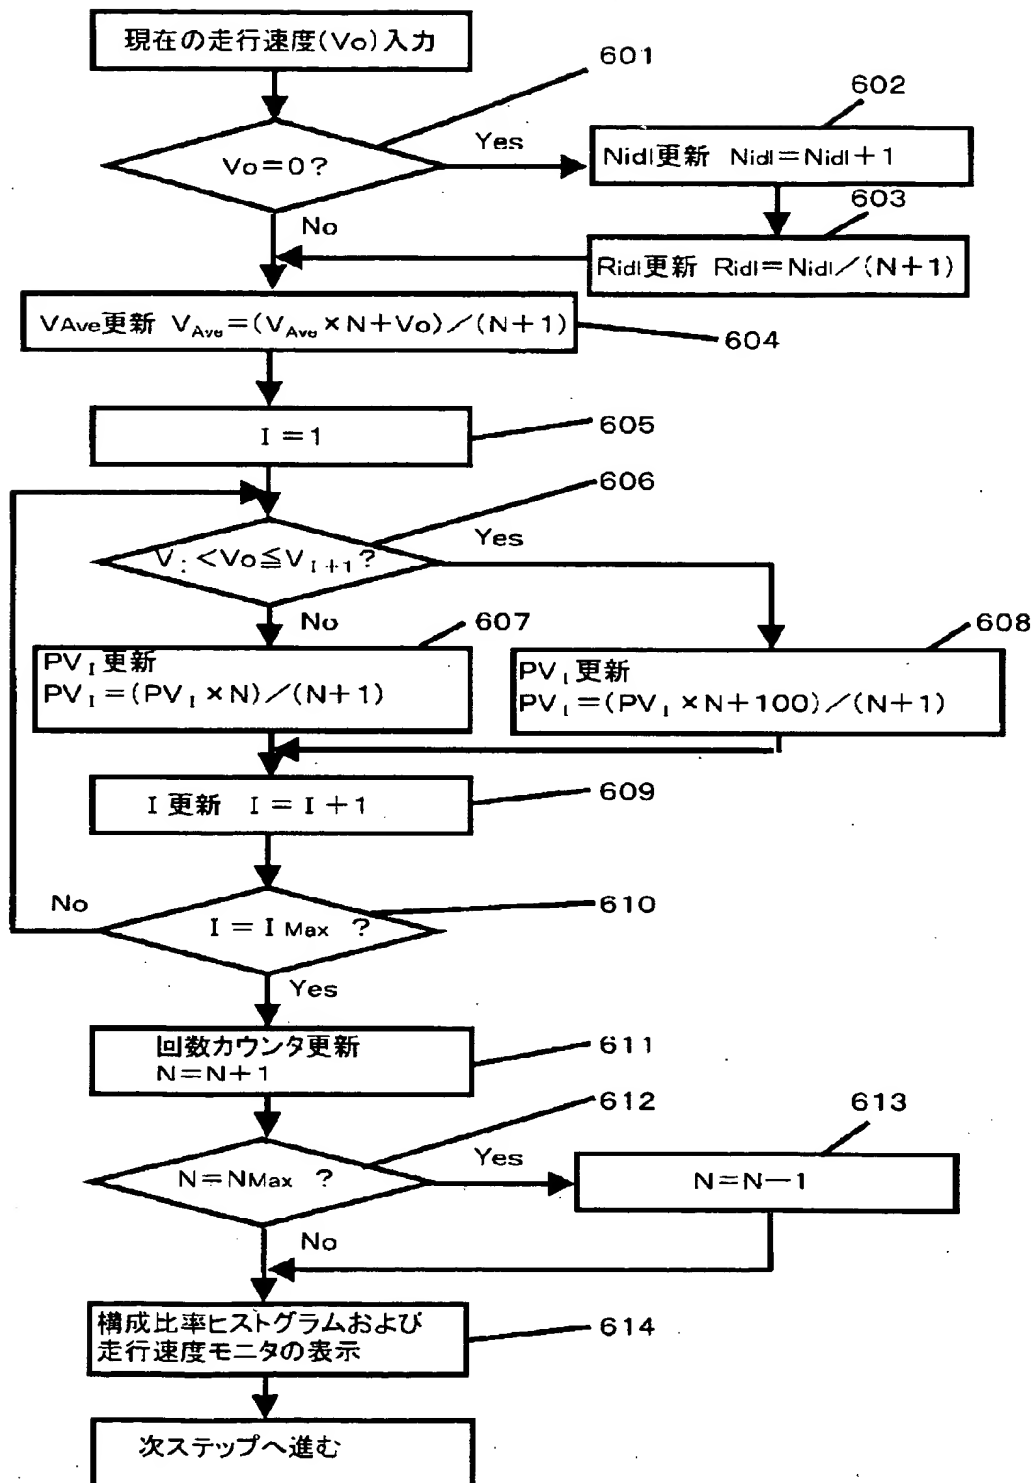 現在の走行速度(Vo)入力
601
602
Vo=0?
Yes
Nidl更新 Nidl=Nidl+1
603
No
Ridl更新 Ridl=Nidl/(N+1)
VAve更新 VAve=(VAve×N+Vo)/(N+1)
604
I=1
605
606
VI<Vo≦VI+1?
Yes
No
607
608
PVI更新
PVI=(PVI×N)/(N+1)
PVI更新
PVI=(PVI×N+100)/(N+1)
I更新 I=I+1
609
No
I=IMax ?
610
Yes
回数カウンタ更新
N=N+1
611
612
613
N=NMax ?
Yes
N=N-1
No
構成比率ヒストグラムおよび
走行速度モニタの表示
614
次ステップへ進む